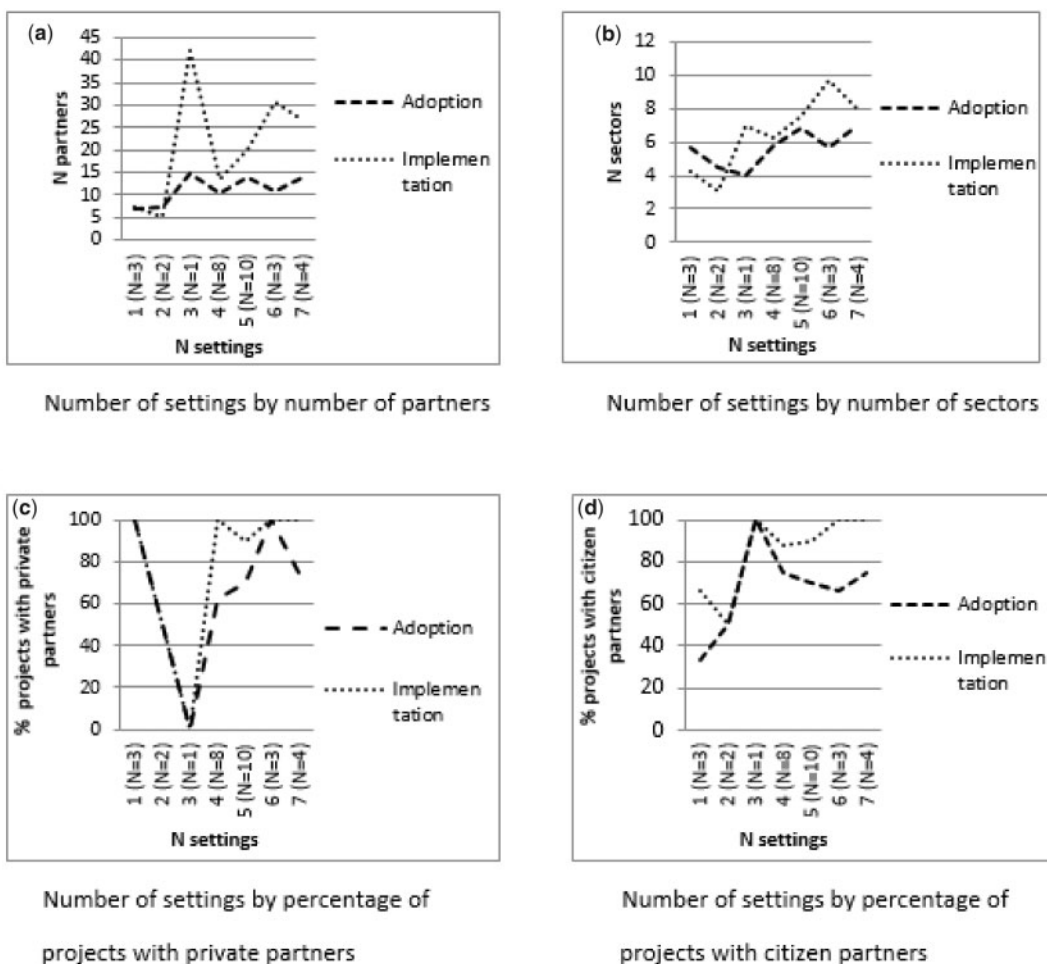 (a)
N partners
45
40
35
30
25
20
15
10
5
0
1 (N=3)
2 (N=2)
3 (N=1)
4 (N=8)
5 (N=10)
6 (N=3)
7 (N=4)
N settings
Adoption
Implemen
tation
Number of settings by number of partners
(b)
N sectors
12
10
8
6
4
2
0
1 (N=3)
2 (N=2)
3 (N=1)
4 (N=8)
5 (N=10)
6 (N=3)
7 (N=4)
N settings
Adoption
Implemen
tation
Number of settings by number of sectors
(c)
% projects with private
partners
100
80
60
40
20
0
1 (N=3)
2 (N=2)
3 (N=1)
4 (N=8)
5 (N=10)
6 (N=3)
7 (N=4)
N settings
Adoption
Implemen
tation
Number of settings by percentage of
projects with private partners
(d)
% projects with citizen
partners
100
80
60
40
20
0
1 (N=3)
2 (N=2)
3 (N=1)
4 (N=8)
5 (N=10)
6 (N=3)
7 (N=4)
N settings
Adoption
Implemen
tation
Number of settings by percentage of
projects with citizen partners